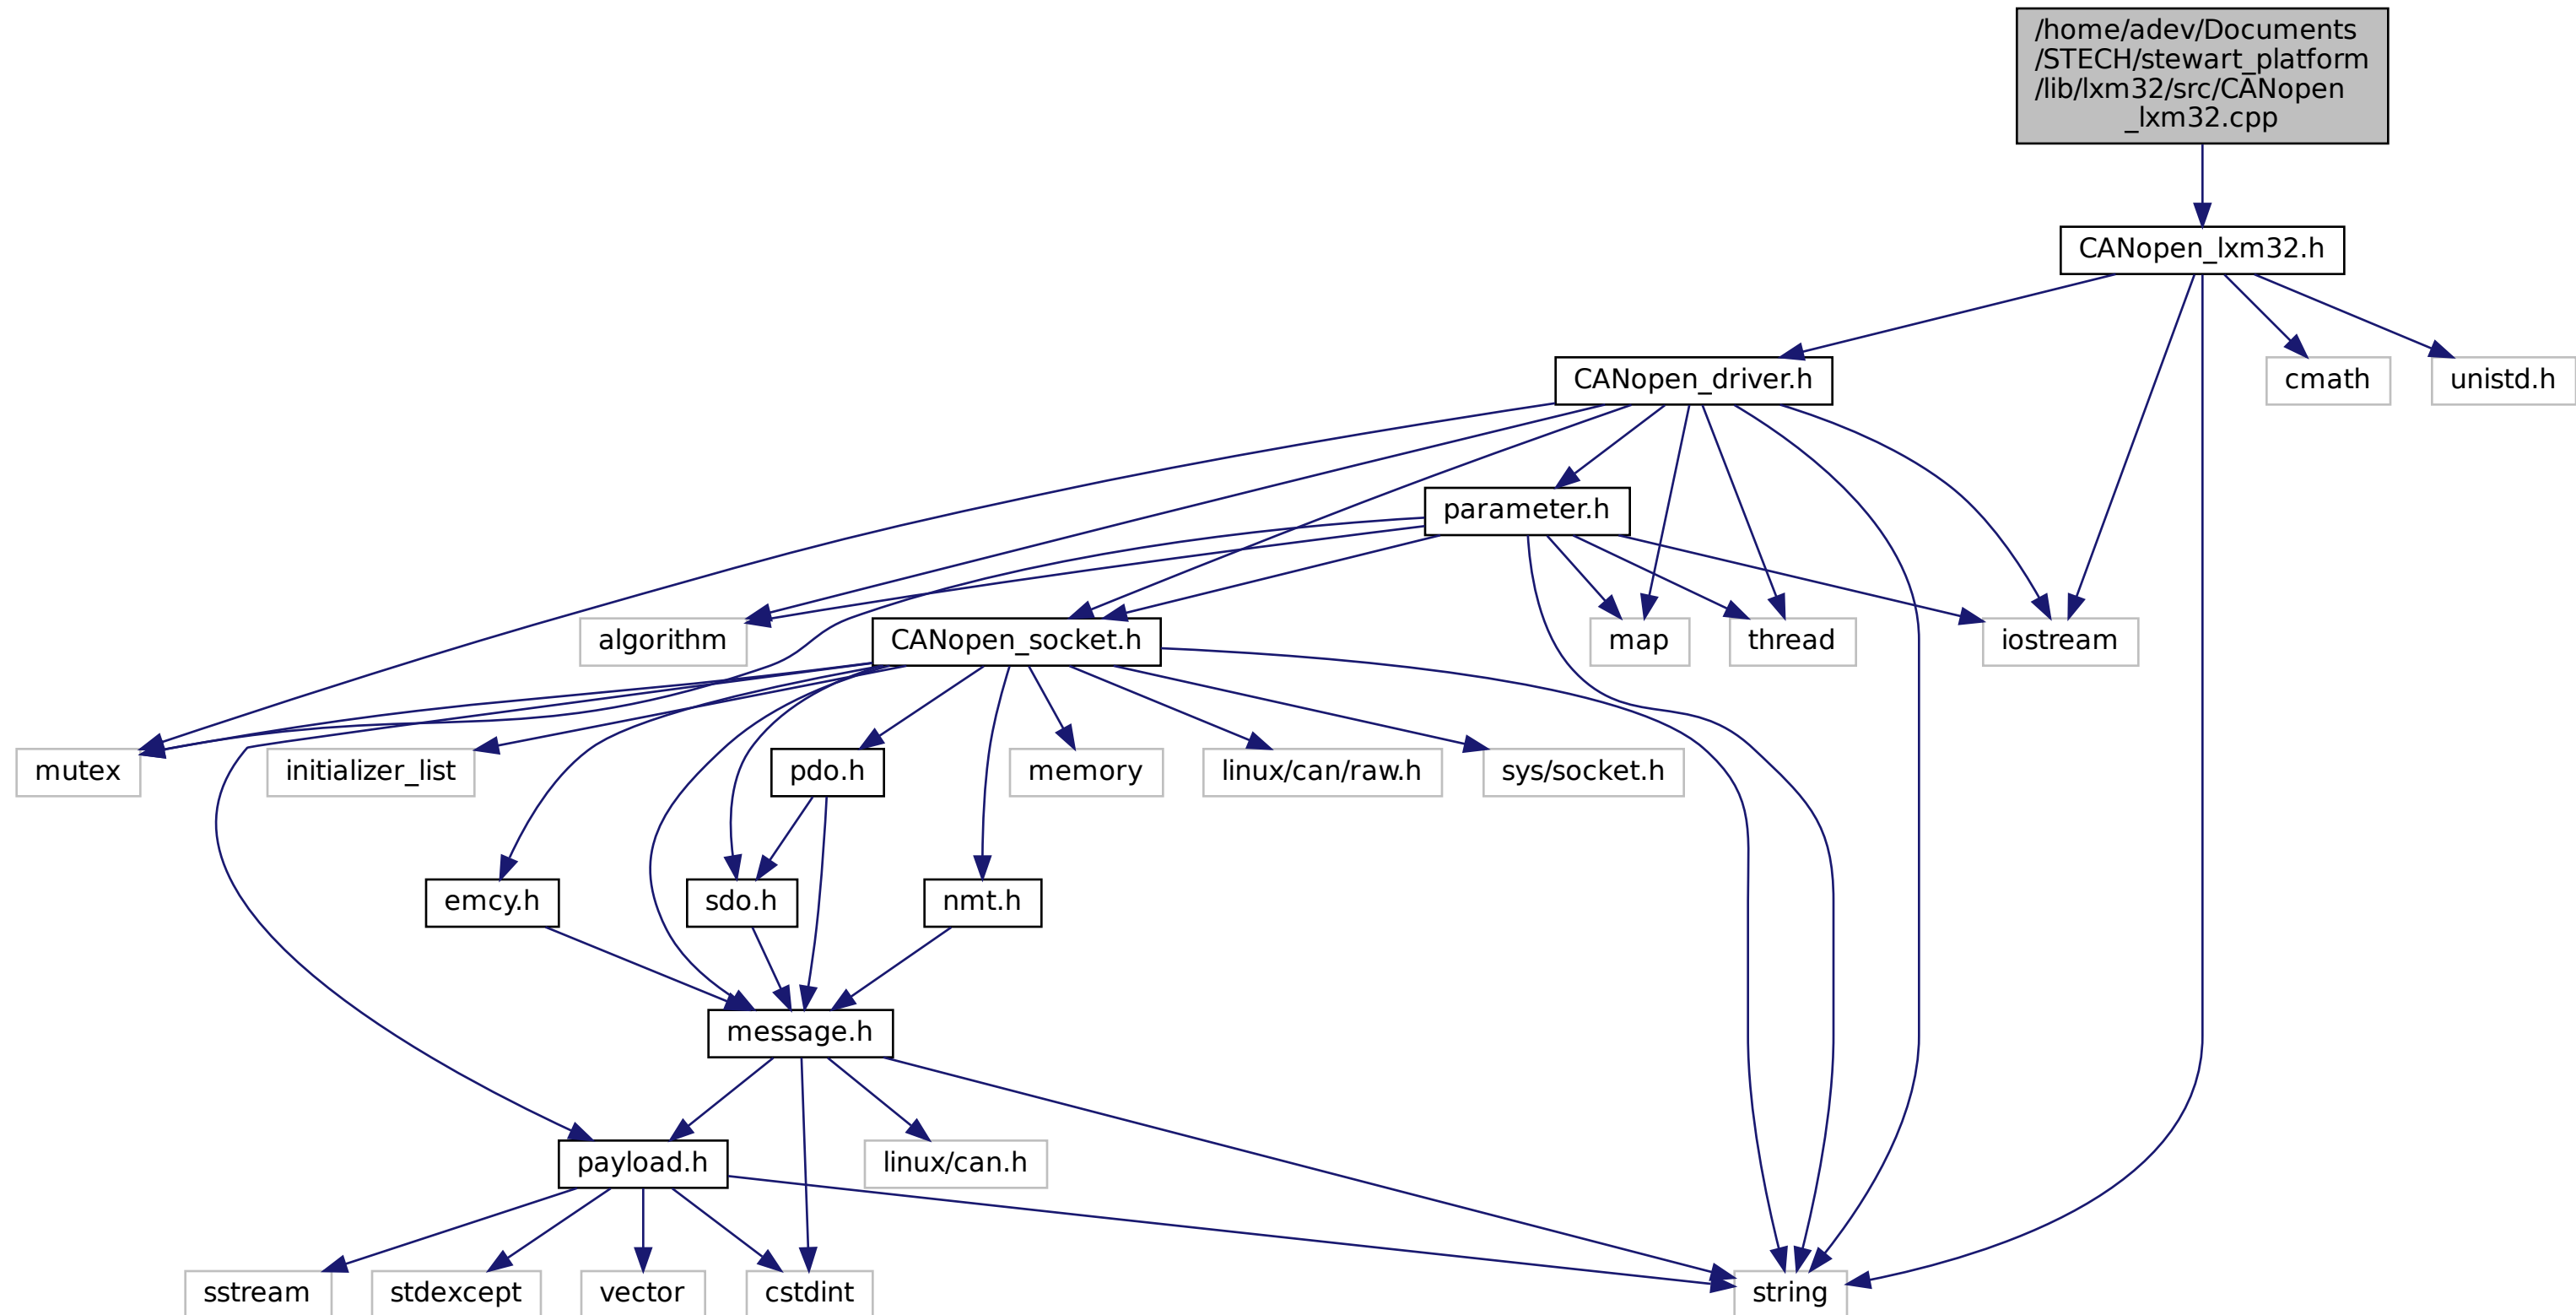 /home/adev/Documents
/STECH/stewart_platform
/lib/lxm32/src/CANopen
_lxm32.cpp
CANopen_lxm32.h
CANopen_driver.h
cmath
unistd.h
parameter.h
algorithm
CANopen_socket.h
map
thread
iostream
mutex
initializer_list
pdo.h
memory
linux/can/raw.h
sys/socket.h
emcy.h
sdo.h
nmt.h
message.h
payload.h
linux/can.h
sstream
stdexcept
vector
cstdint
string